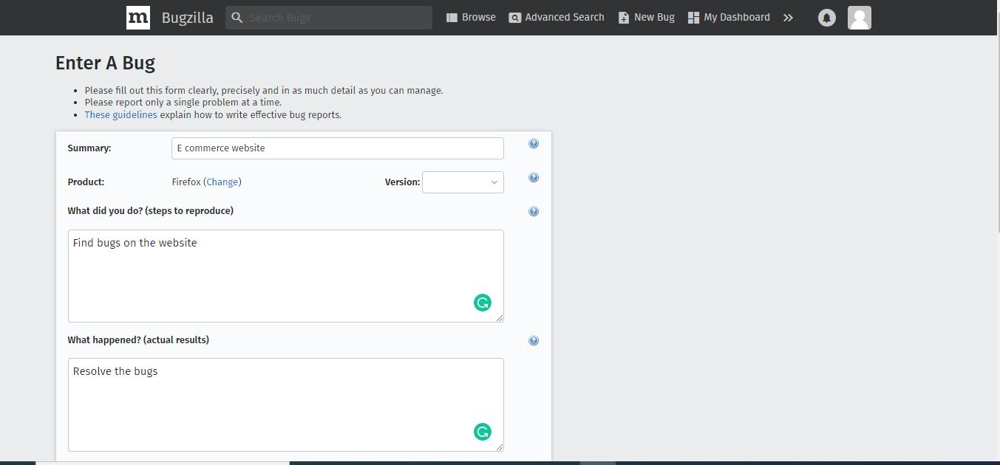 m Bugzilla Search Bugs Browse Advanced Search New Bug My Dashboard
Enter A Bug
Please fill out this form clearly, precisely and in as much detail as you can manage.
Please report only a single problem at a time.
These guidelines explain how to write effective bug reports.
Summary: E commerce website
Product: Firefox (Change) Version:
What did you do? (steps to reproduce)
Find bugs on the website
What happened? (actual results)
Resolve the bugs